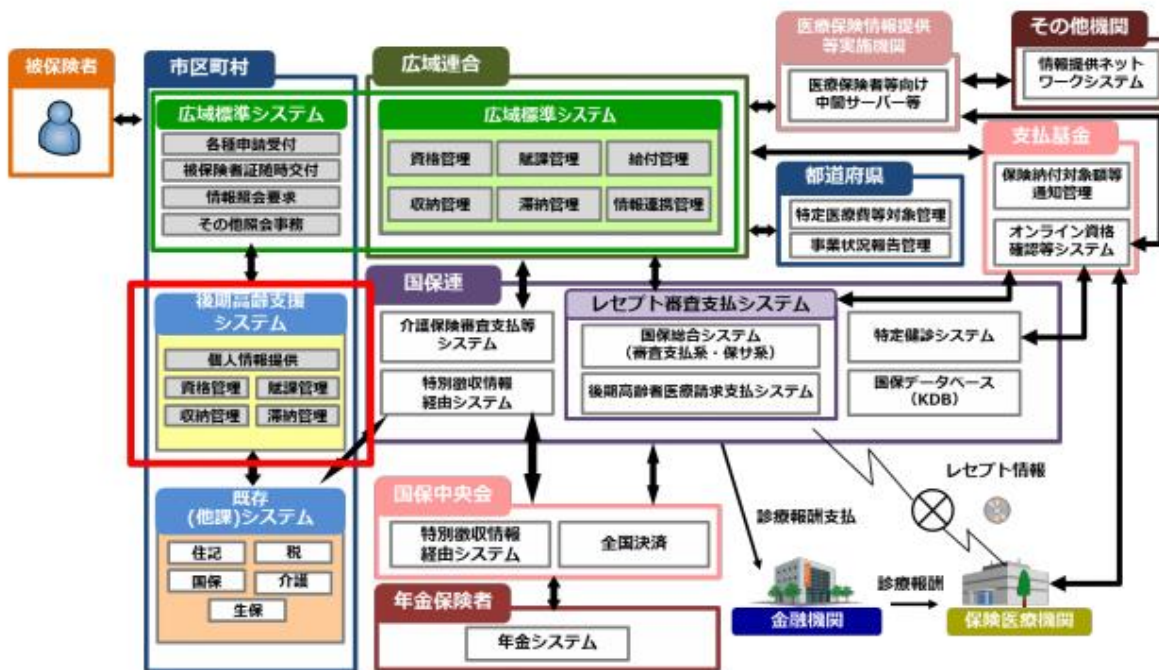 被保険者
市区町村
広域標準システム
各種申請受付
被保険者証随時交付
情報照会要求
その他照会事務
後期高齢支援
システム
個人情報提供
資格管理
賦課管理
収納管理
滞納管理
既存
(他課)システム
住記
税
国保
介護
生保
広域連合
広域標準システム
資格管理
賦課管理
給付管理
収納管理
滞納管理
情報連携管理
医療保険情報提供
等実施機関
医療保険者等向け
中間サーバー等
その他機関
情報提供ネット
ワークシステム
支払基金
保険納付対象額等
通知管理
オンライン資格
確認等システム
都道府県
特定医療費等対象管理
事業状況報告管理
国保連
介護保険審査支払等
システム
特別徴収情報
経由システム
レセプト審査支払システム
国保総合システム
(審査支払系・保サ系)
後期高齢者医療請求支払システム
特定健診システム
国保データベース
(KDB)
国保中央会
特別徴収情報
経由システム
全国決済
年金保険者
年金システム
診療報酬支払
レセプト情報
金融機関
診療報酬
保険医療機関